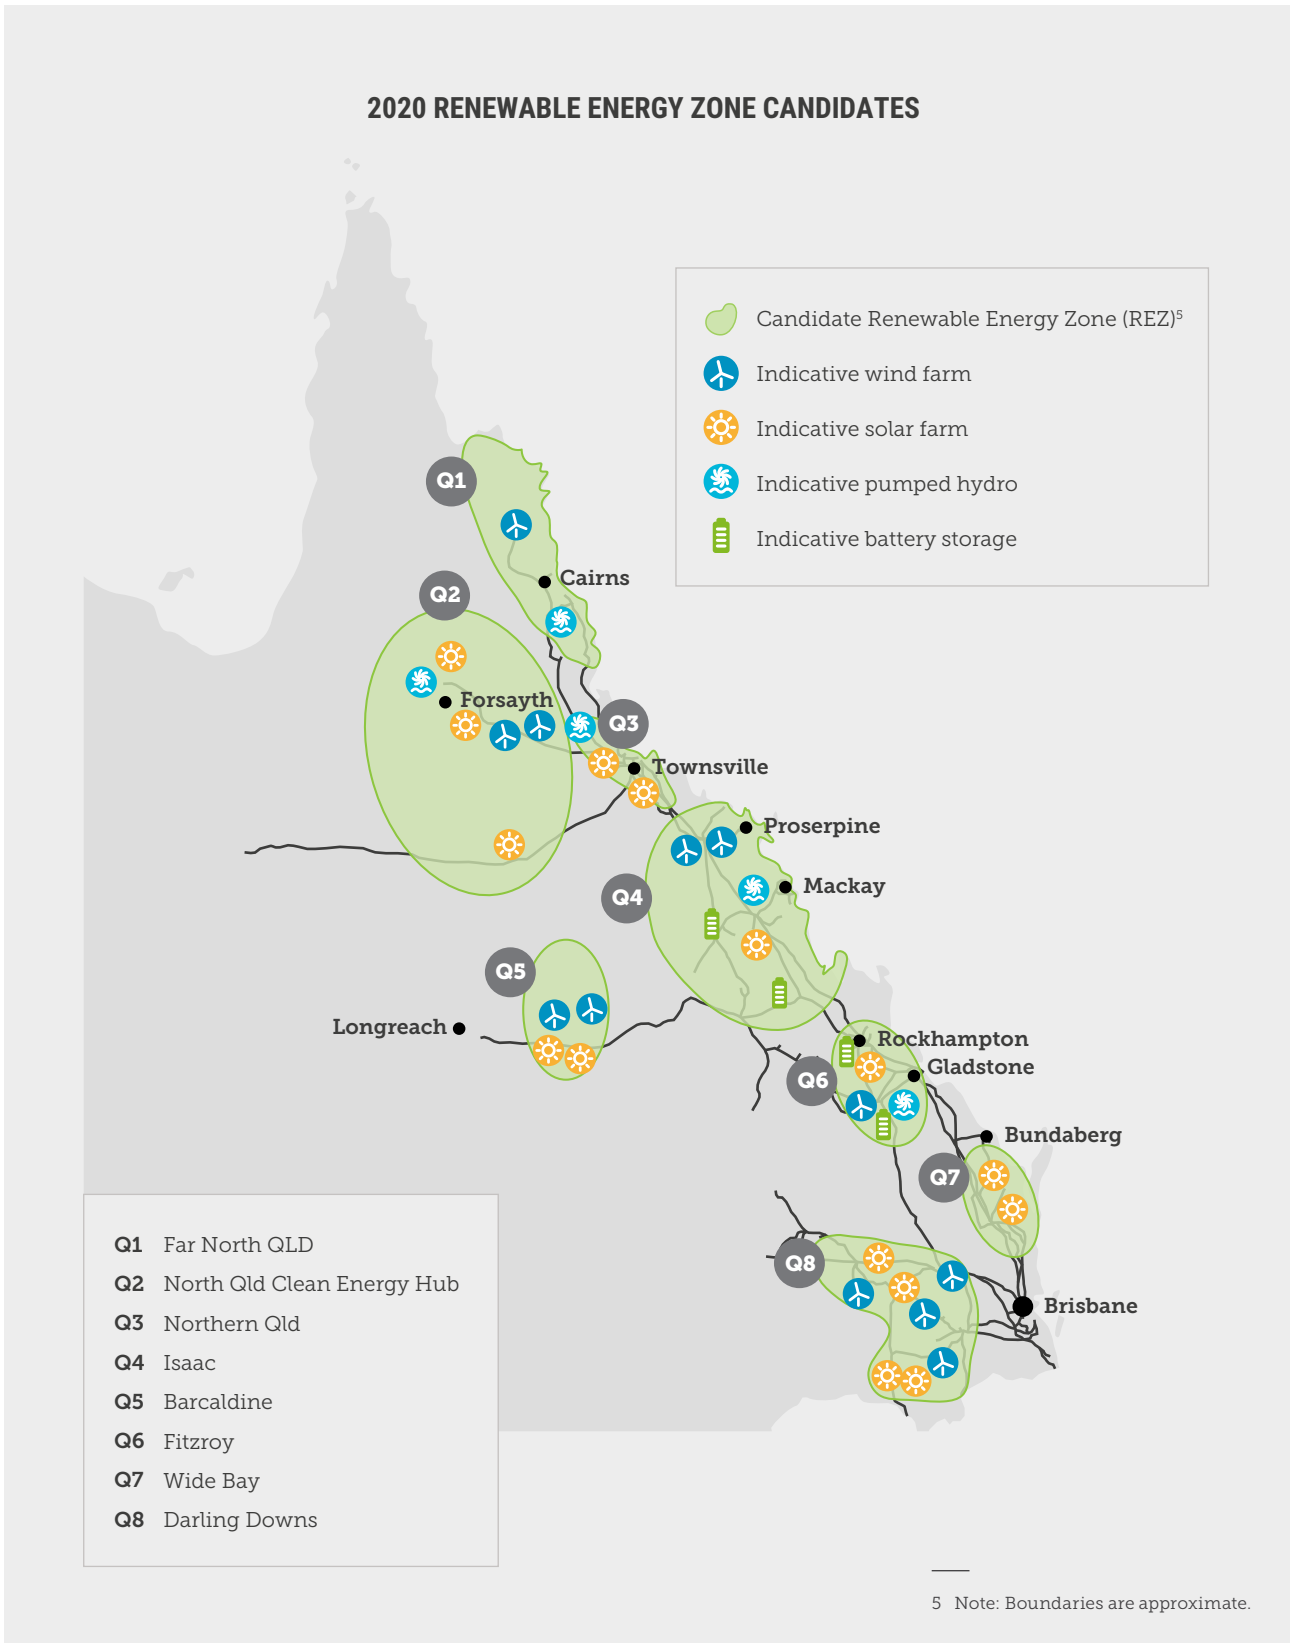 2020 RENEWABLE ENERGY ZONE CANDIDATES
Candidate Renewable Energy Zone (REZ)5
Indicative wind farm
Indicative solar farm
Indicative pumped hydro
Indicative battery storage
Q1
Cairns
Q2
Forsayth
Q3
Townsville
Proserpine
Mackay
Q4
Q5
Longreach
Rockhampton
Gladstone
Q6
Bundaberg
Q7
Q8
Brisbane
Q1 Far North QLD
Q2 North Qld Clean Energy Hub
Q3 Northern Qld
Q4 Isaac
Q5 Barcaldine
Q6 Fitzroy
Q7 Wide Bay
Q8 Darling Downs
5 Note: Boundaries are approximate.